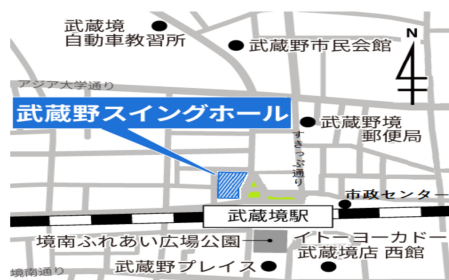 武蔵境
自動車教習所
武蔵野市民会館
N
アジア大学通り
武蔵野スイングホール
武蔵野境
郵便局
すきっぷ通り
市政センター
武蔵境駅
境南ふれあい広場公園
イトーヨーカドー
武蔵境店 西館
境南通り
武蔵野プレイス